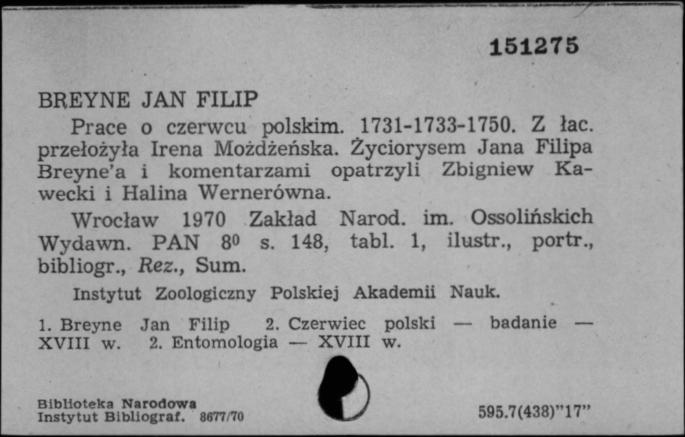 151275
BREYNE JAN FILIP
Prace o czerwcu polskim. 1731-1733-1750. Z łac.
przełożyła Irena Możdżeńska. Życiorysem Jana Filipa
Breyne'a i komentarzami opatrzyli Zbigniew Ka-
wecki i Halina Wernerówna.
Wrocław 1970 Zakład Narod. im. Ossolińskich
Wydawn. PAN 8⁰ s. 148, tabl. 1, ilustr., portr.,
bibliogr., Rez., Sum.
Instytut Zoologiczny Polskiej Akademii Nauk.
1. Breyne Jan Filip 2. Czerwiec polski — badanie —
XVIII w. 2. Entomologia — XVIII w.
Biblioteka Narodowa
Instytut Bibliograf. 8677/70
595.7(438)"17"